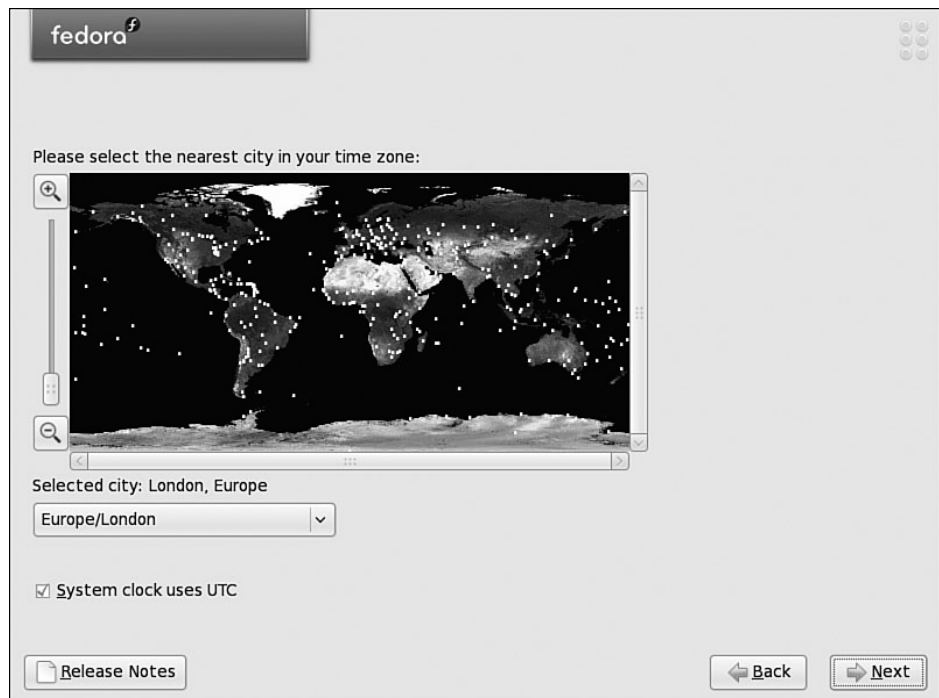 fedora
Please select the nearest city in your time zone:
Selected city: London, Europe
Europe/London
System clock uses UTC
Release Notes
Back
Next